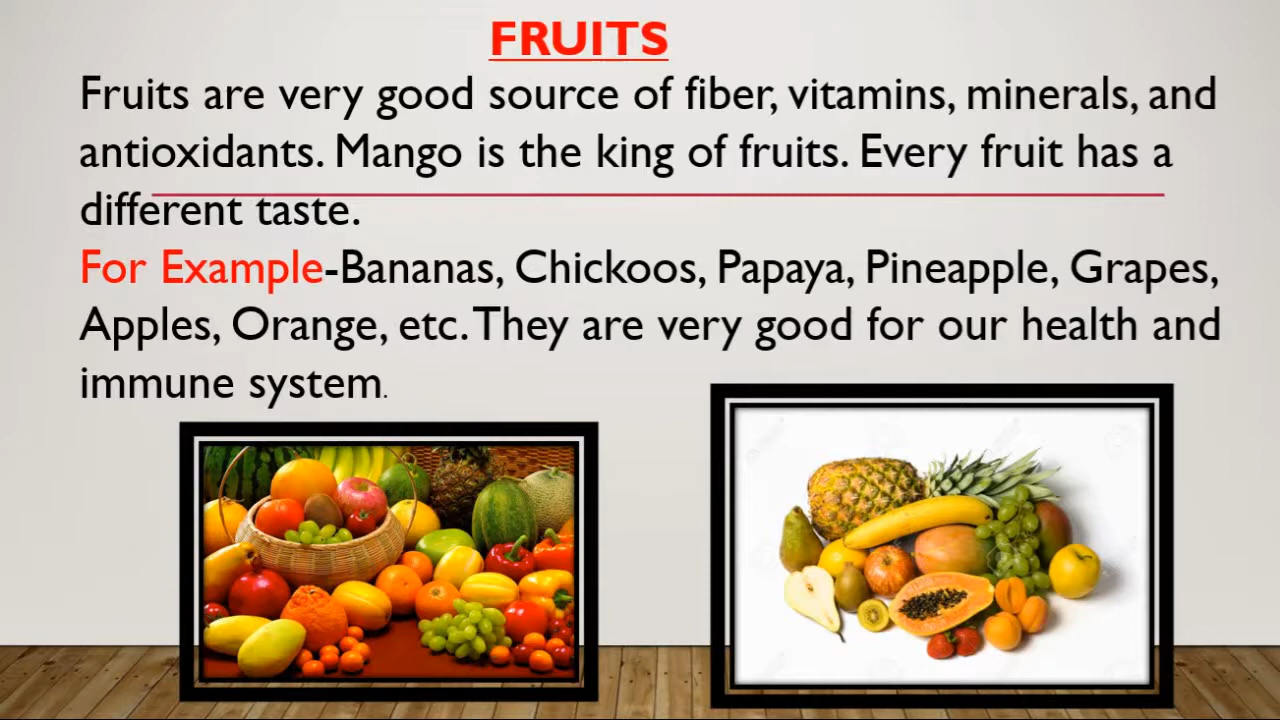 FRUITS
Fruits are very good source of fiber, vitamins, minerals, and
antioxidants. Mango is the king of fruits. Every fruit has a
different taste.
For Example-Bananas, Chickoos, Papaya, Pineapple, Grapes,
Apples, Orange, etc. They are very good for our health and
immune system.